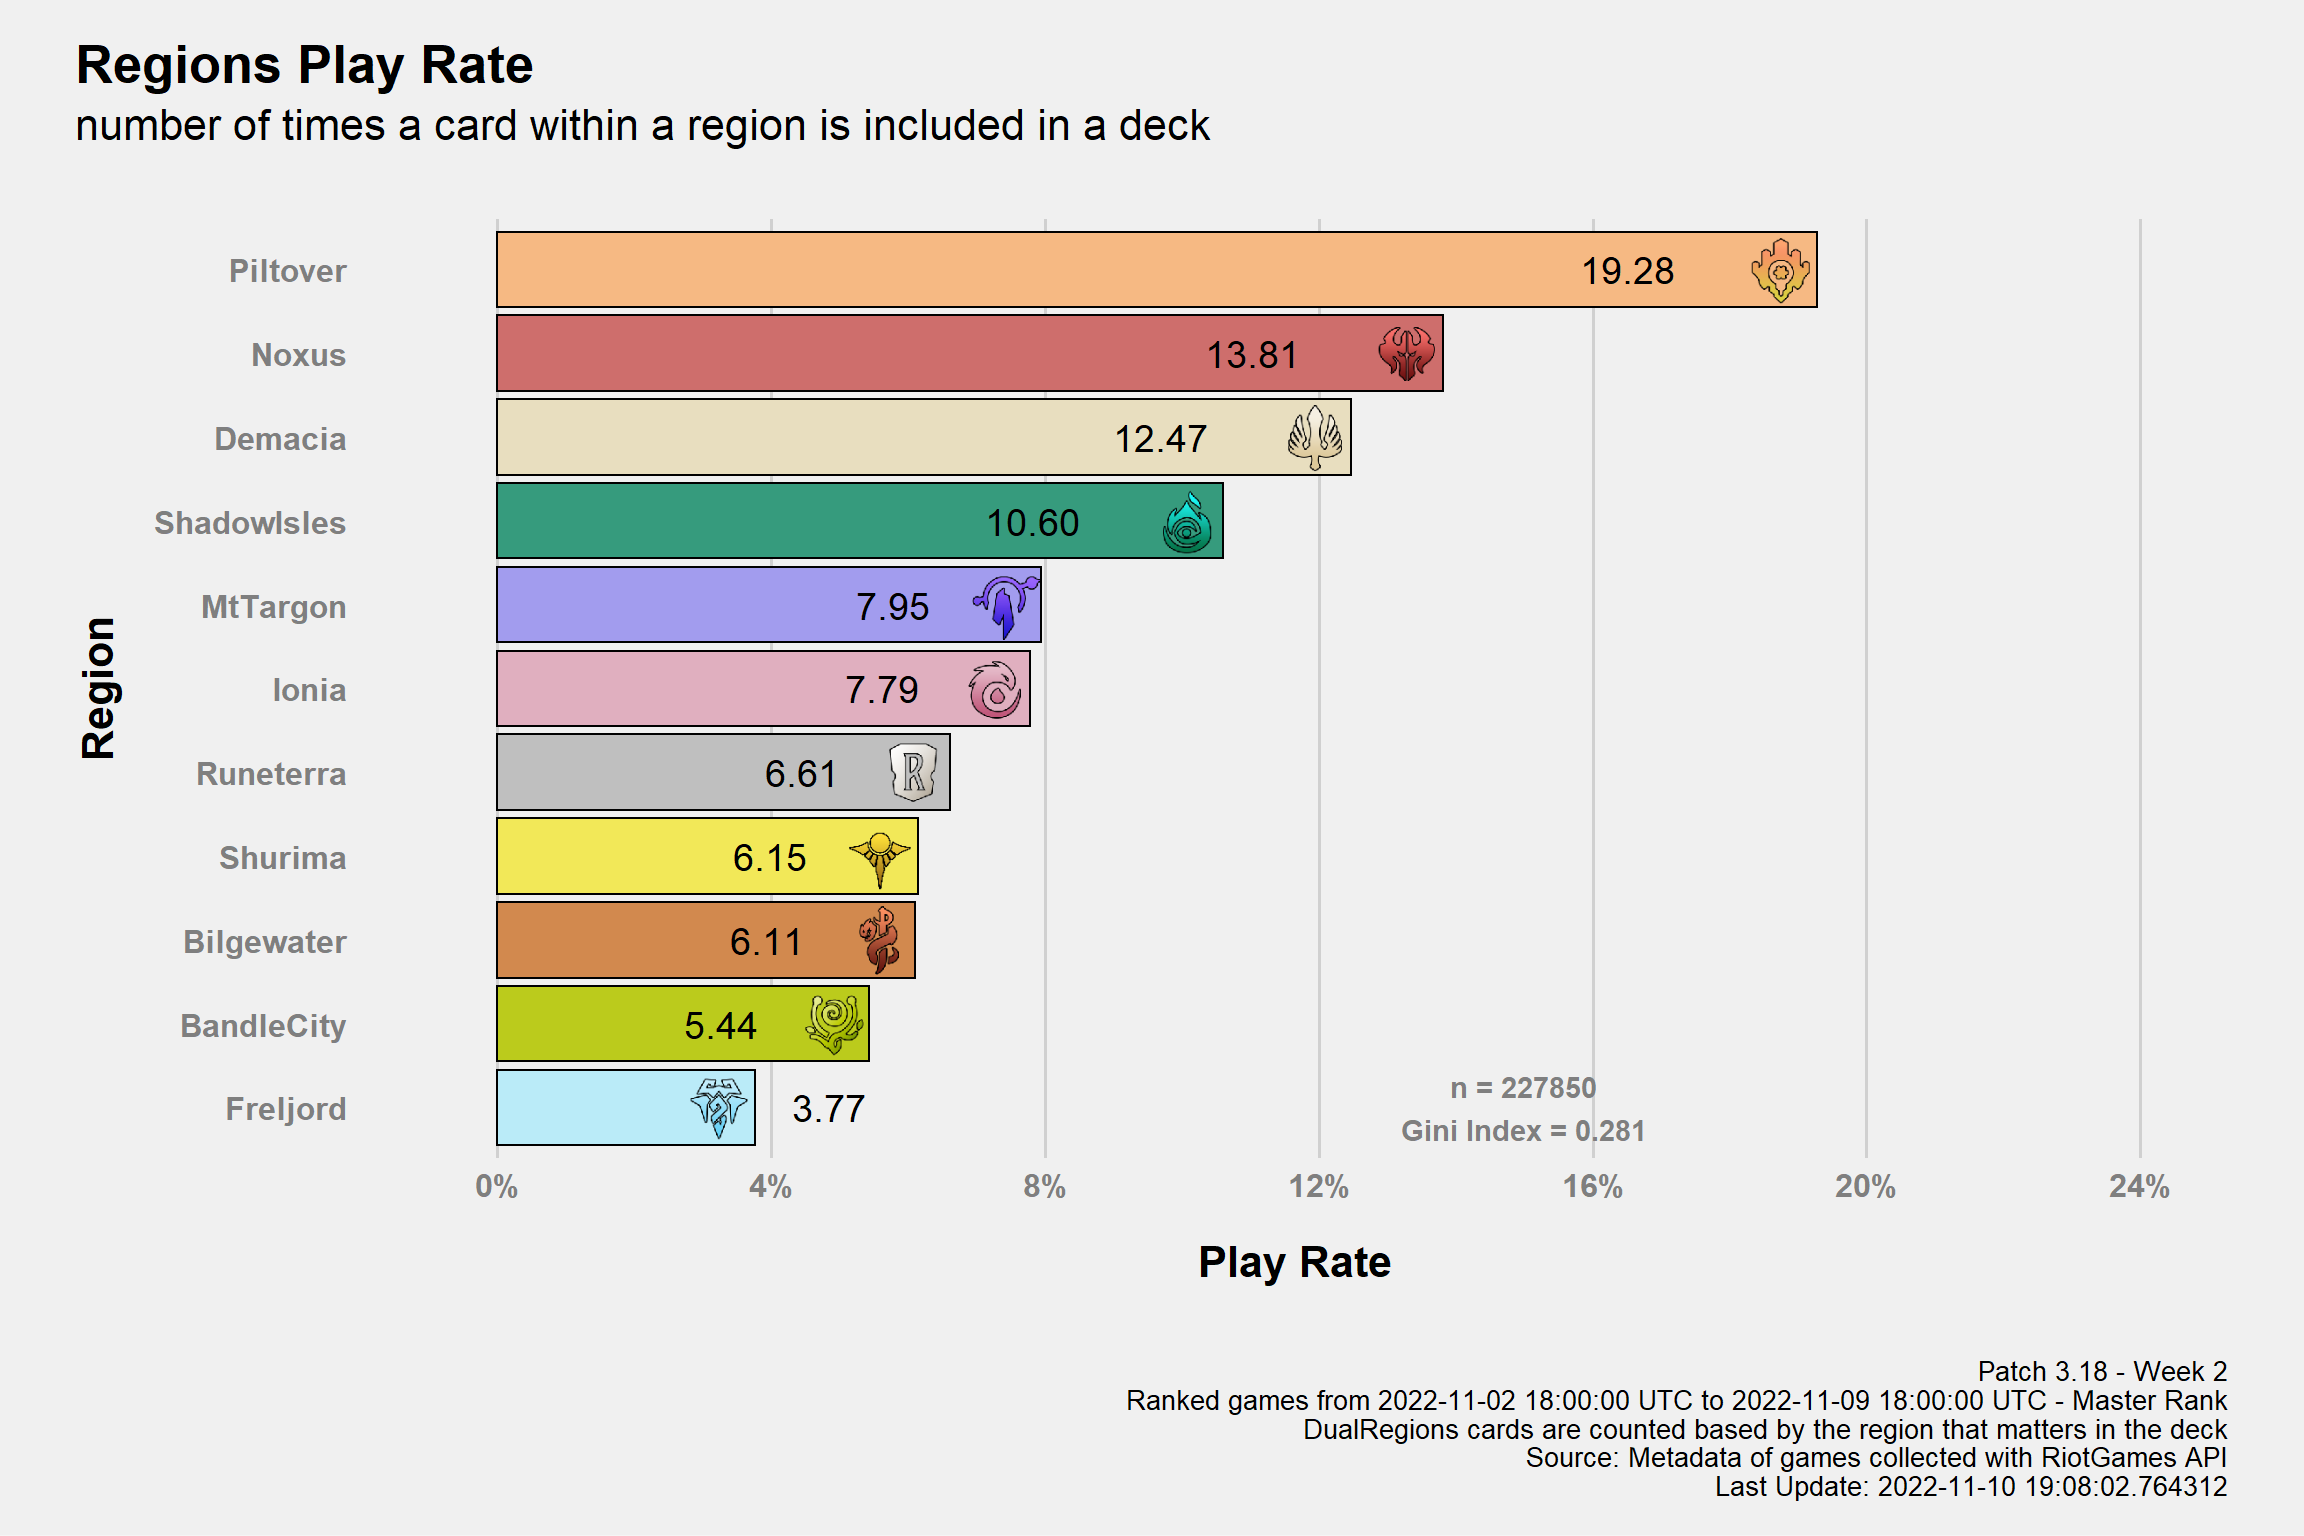 Regions Play Rate
number of times a card within a region is included in a deck
Region
Piltover 19.28
Noxus 13.81
Demacia 12.47
ShadowIsles 10.60
MtTargon 7.95
Ionia 7.79
Runeterra 6.61 R
Shurima 6.15
Bilgewater 6.11
BandleCity 5.44
Freljord 3.77
n = 227850
Gini Index = 0.281
0% 4% 8% 12% 16% 20% 24%
Play Rate
Patch 3.18 - Week 2
Ranked games from 2022-11-02 18:00:00 UTC to 2022-11-09 18:00:00 UTC - Master Rank
DualRegions cards are counted based by the region that matters in the deck
Source: Metadata of games collected with RiotGames API
Last Update: 2022-11-10 19:08:02.764312